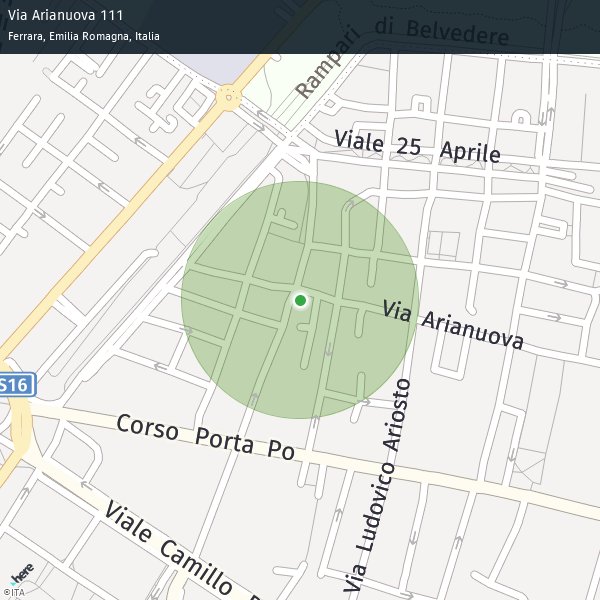 Via Arianuova 111
Ferrara, Emilia Romagna, Italia
Rampari di Belvedere
Viale 25 Aprile
Via Arianuova
S16
Corso Porta Po
Via Ludovico Ariosto
Viale Camillo
here
©ITA